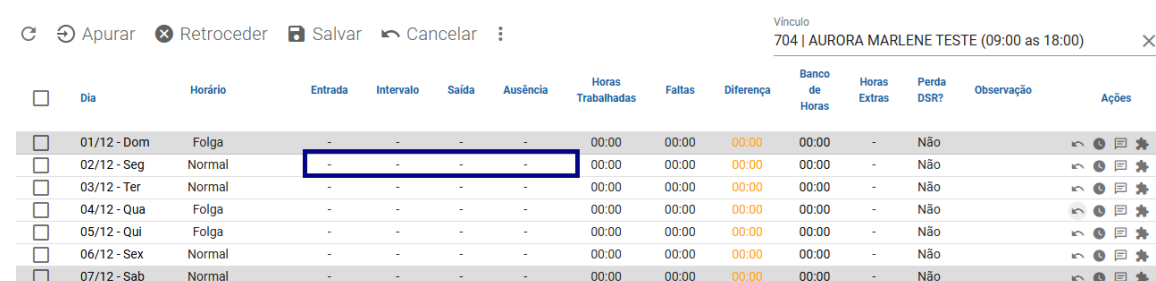 Apurar Retroceder Salvar Cancelar
Vínculo
704 | AURORA MARLENE TESTE (09:00 as 18:00)
Dia Horário Entrada Intervalo Saída Ausência Horas Trabalhadas Faltas Diferença Banco de Horas Horas Extras Perda DSR? Observação Ações
01/12 - Dom Folga - - - - 00:00 00:00 00:00 00:00 - Não
02/12 - Seg Normal - - - - 00:00 00:00 00:00 00:00 - Não
03/12 - Ter Normal - - - - 00:00 00:00 00:00 00:00 - Não
04/12 - Qua Folga - - - - 00:00 00:00 00:00 00:00 - Não
05/12 - Qui Folga - - - - 00:00 00:00 00:00 00:00 - Não
06/12 - Sex Normal - - - - 00:00 00:00 00:00 00:00 - Não
07/12 - Sab Normal - - - - 00:00 00:00 00:00 00:00 - Não